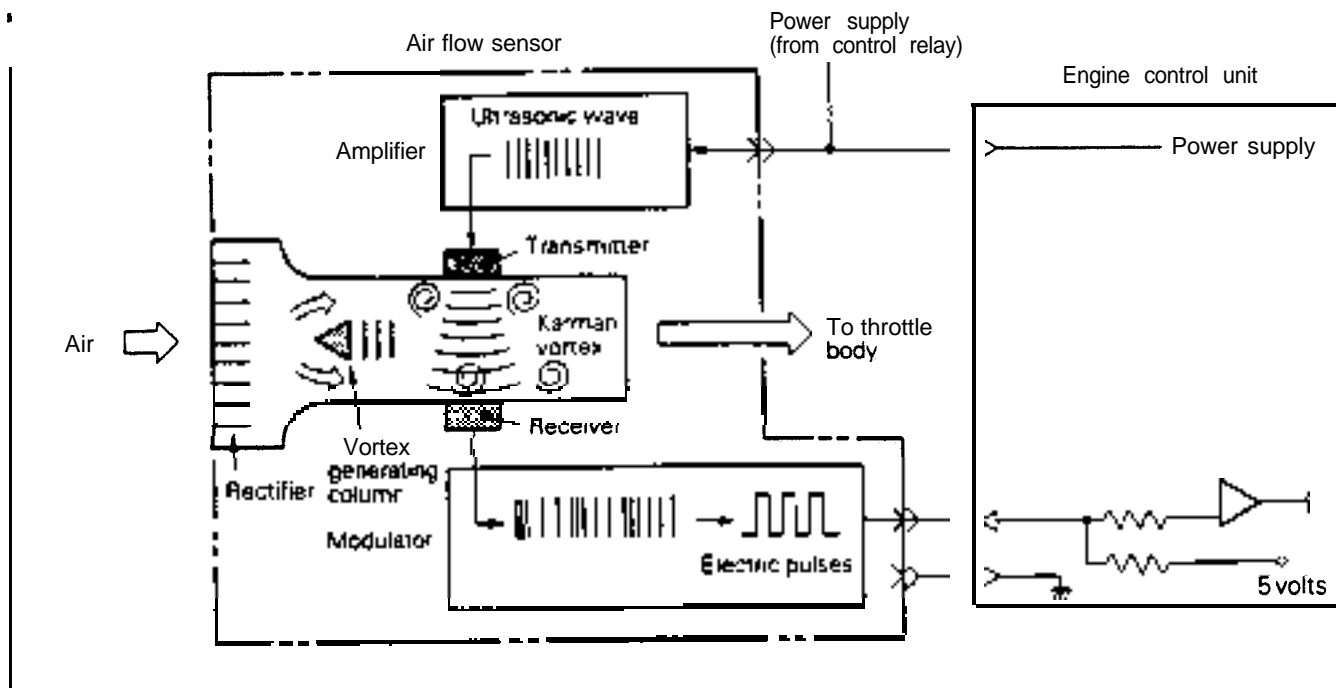 Power supply
(from control relay)
Air flow sensor
Engine control unit
Ultrasonic wave
Amplifier
Power supply
Transmitter
Karman
vortex
Air
To throttle
body
Receiver
Vortex
generating
column
Rectifier
Modulator
Electric pulses
5 volts